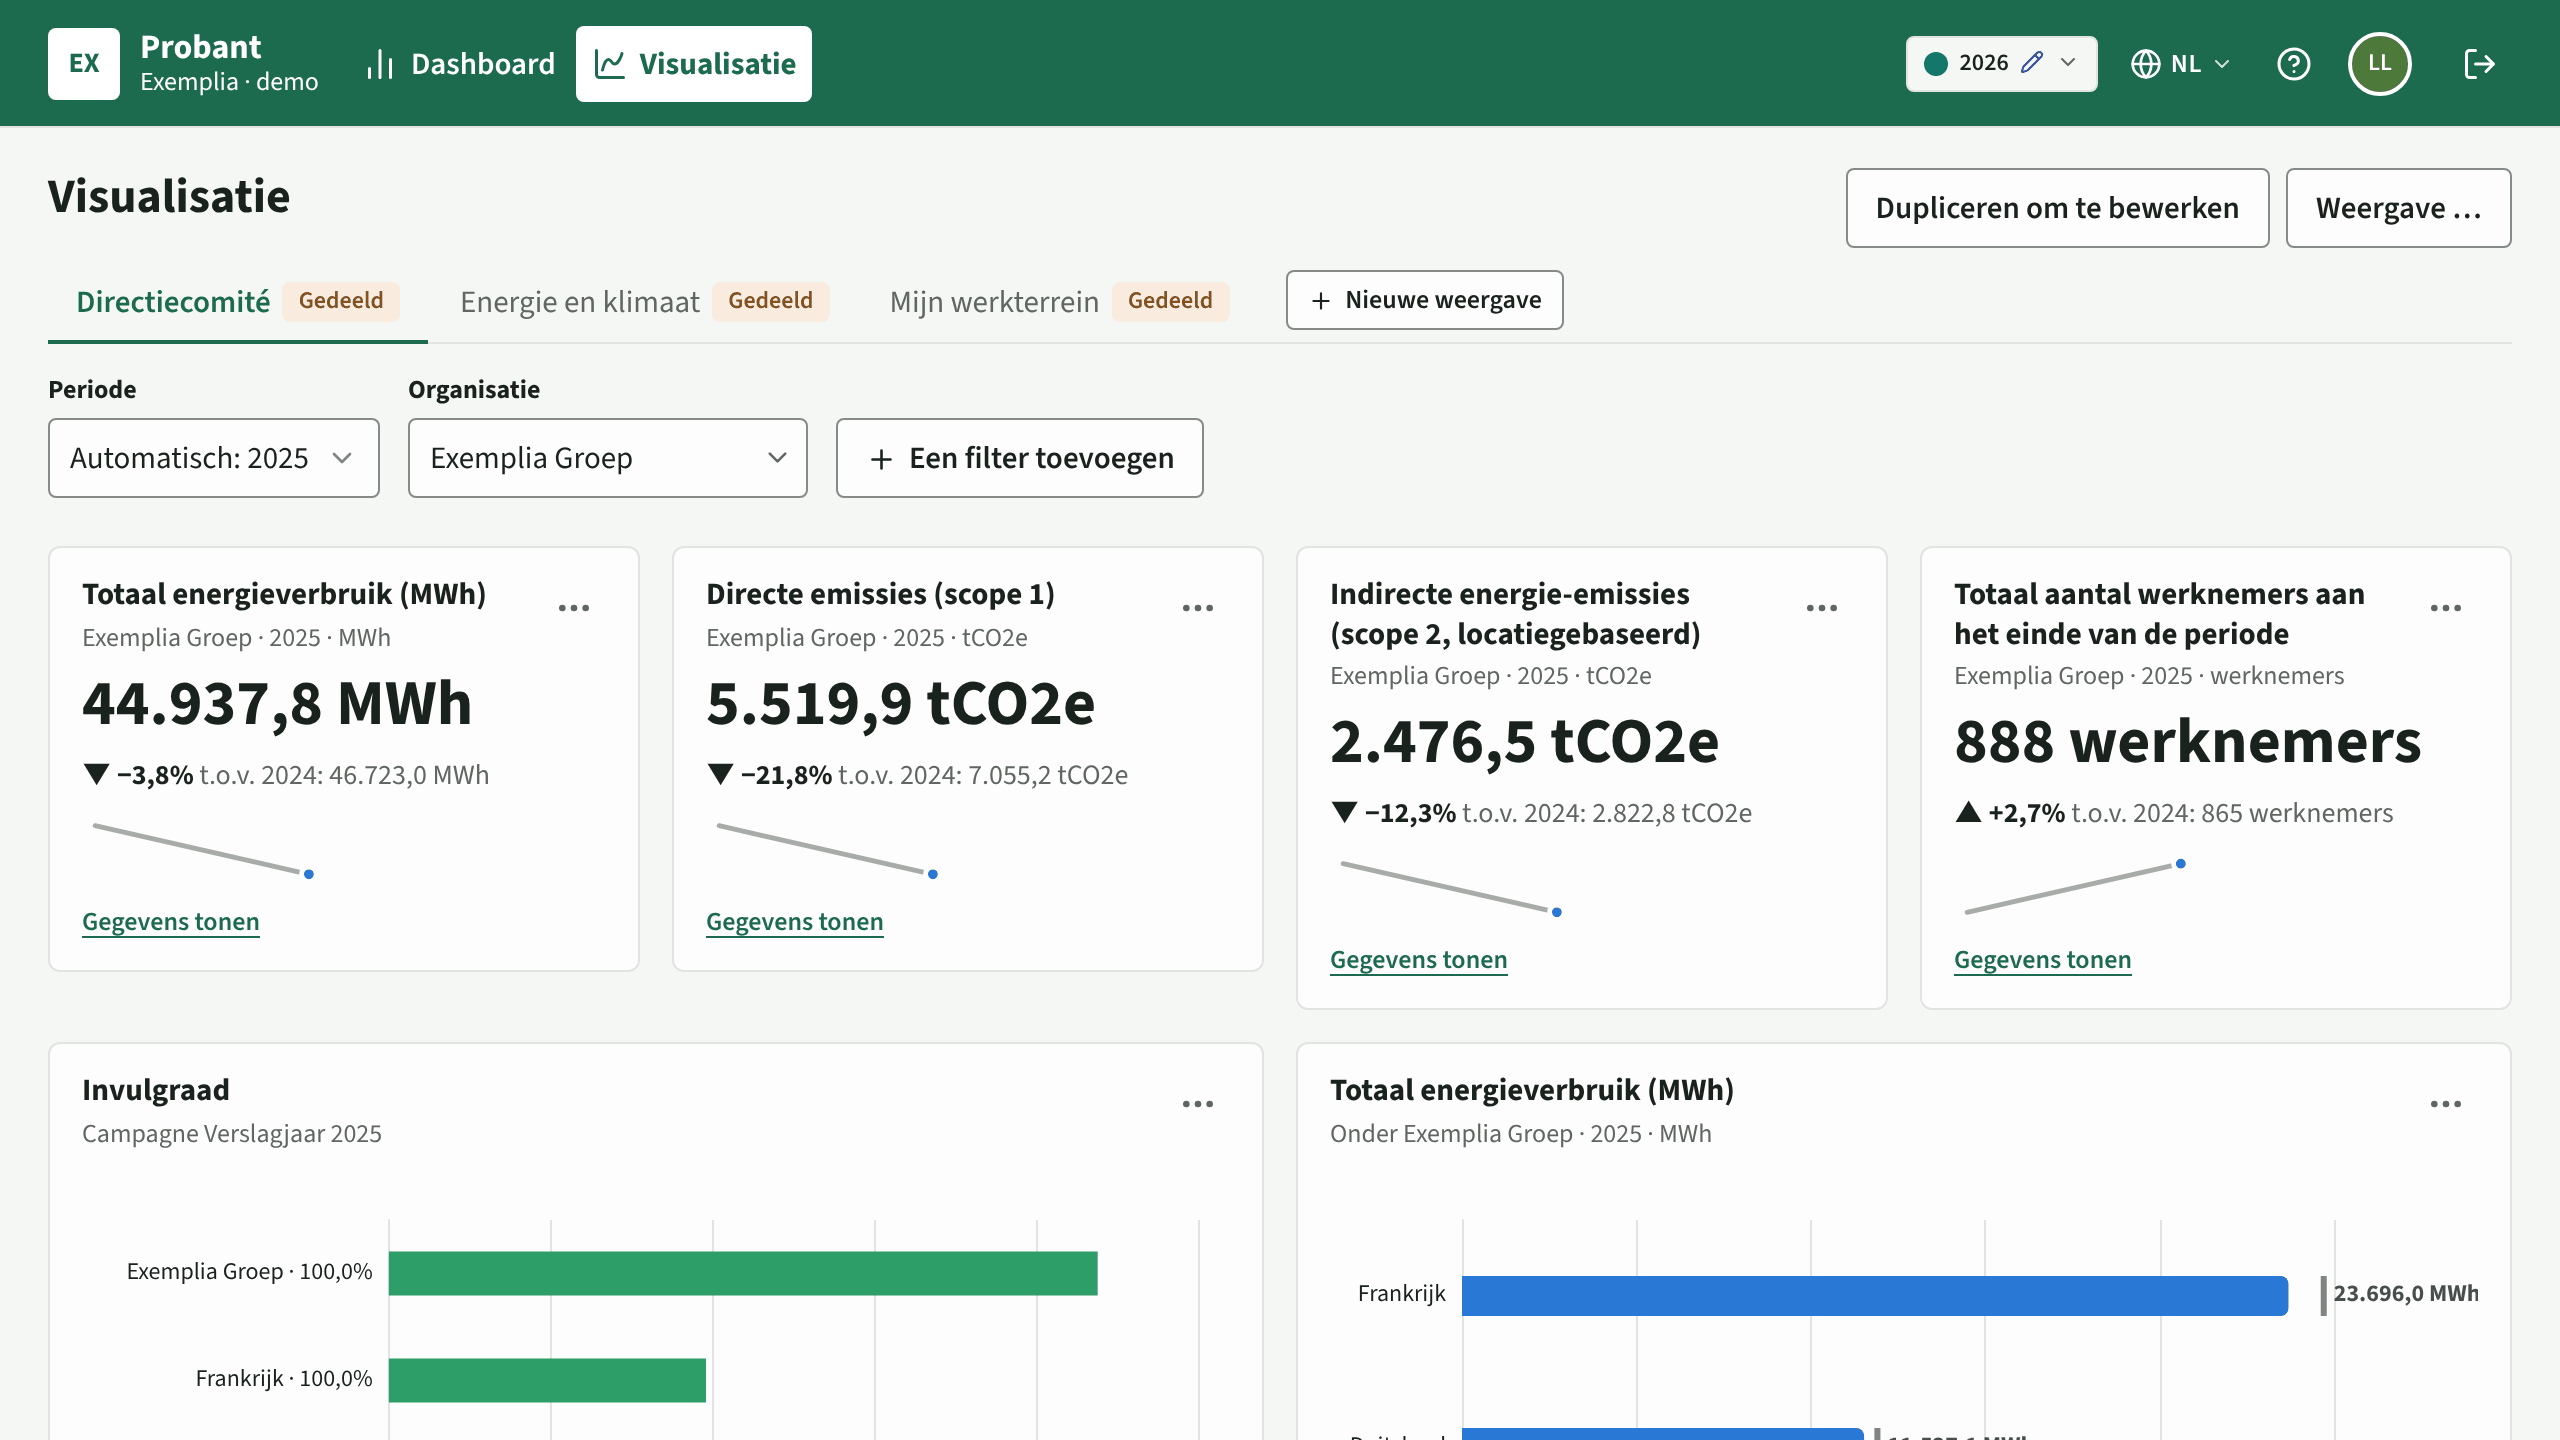 EX
Probant
Exemplia · demo
Dashboard
Visualisatie
2026
NL
LL
Visualisatie
Dupliceren om te bewerken
Weergave ...
Directiecomité
Gedeeld
Energie en klimaat
Gedeeld
Mijn werkterrein
Gedeeld
Nieuwe weergave
Periode
Organisatie
Automatisch: 2025
Exemplia Groep
Een filter toevoegen
Totaal energieverbruik (MWh)
Exemplia Groep · 2025 · MWh
44.937,8 MWh
▼ −3,8% t.o.v. 2024: 46.723,0 MWh
Gegevens tonen
Directe emissies (scope 1)
Exemplia Groep · 2025 · tCO2e
5.519,9 tCO2e
▼ −21,8% t.o.v. 2024: 7.055,2 tCO2e
Gegevens tonen
Indirecte energie-emissies
(scope 2, locatiegebaseerd)
Exemplia Groep · 2025 · tCO2e
2.476,5 tCO2e
▼ −12,3% t.o.v. 2024: 2.822,8 tCO2e
Gegevens tonen
Totaal aantal werknemers aan
het einde van de periode
Exemplia Groep · 2025 · werknemers
888 werknemers
▲ +2,7% t.o.v. 2024: 865 werknemers
Gegevens tonen
Invulgraad
Campagne Verslagjaar 2025
Exemplia Groep · 100,0%
Frankrijk · 100,0%
Totaal energieverbruik (MWh)
Onder Exemplia Groep · 2025 · MWh
Frankrijk
23.696,0 MWh